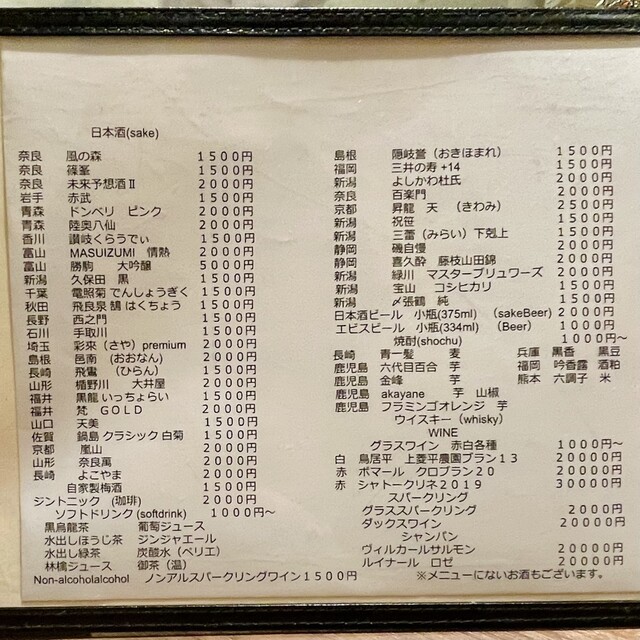 日本酒(sake)
奈良 風の森 1500円
奈良 篠峯 1500円
奈良 未来予想酒Ⅱ 2000円
岩手 赤武 1500円
青森 ドンペリ ピンク 2000円
青森 陸奥八仙 2000円
香川 讃岐くらうでぃ 1500円
富山 MASUIZUMI 情熱 2000円
富山 勝駒 大吟醸 5000円
新潟 久保田 黒 1500円
千葉 電照菊 でんしょうぎく 1500円
秋田 飛良泉 鵠 はくちょう 1500円
長野 西之門 1500円
石川 手取川 1500円
埼玉 彩來（さや）premium 2000円
島根 邑南 （おおなん） 2000円
長崎 飛鸞 （ひらん） 1500円
山形 楯野川 大井屋 2000円
福井 黒龍 いっちょらい 1500円
福井 梵 GOLD 2000円
山口 天美 1500円
佐賀 鍋島 クラシック 白菊 1500円
京都 嵐山 2000円
山形 奈良萬 2000円
長崎 よこやま 2000円
自家製梅酒 1500円
ジントニック （珈琲） 2000円
ソフトドリンク(softdrink) 1000円～
黒烏龍茶 葡萄ジュース
水出しほうじ茶 ジンジャエール
水出し緑茶 炭酸水（ペリエ）
林檎ジュース 御茶（温）
Non-alcoholalcohol ノンアルスパークリングワイン1500円
島根 隠岐誉（おきほまれ） 1500円
福岡 三井の寿 +14 1500円
新潟 よしかわ杜氏 2000円
奈良 百楽門 2000円
京都 昇龍 天 （きわみ） 2500円
新潟 祝笹 1500円
新潟 三蕾（みらい）下剋上 1500円
静岡 磯自慢 2000円
静岡 喜久酔 藤枝山田錦 2000円
新潟 緑川 マスターブリュワーズ 2000円
新潟 宝山 コシヒカリ 1500円
新潟 〆張鶴 純 1500円
日本酒ビール 小瓶(375ml) （sakeBeer) 2000円
エビスビール 小瓶(334ml) （Beer) 1000円
焼酎(shochu) 1000円～
長崎 青一髪 麦 兵庫 黒香 黒豆
鹿児島 六代目百合 芋 福岡 吟香露 酒粕
鹿児島 金峰 芋 熊本 六調子 米
鹿児島 akayane 芋 山椒
鹿児島 フラミンゴオレンジ 芋
ウイスキー（whisky)
WINE
グラスワイン 赤白各種 1000円～
白 鳥居平 上菱平農園ブラン13 20000円
赤 ポマール クロブラン20 20000円
赤 シャトークリネ2019 30000円
スパークリング
グラススパークリング 2000円
ダックスワイン 20000円
シャンパン
ヴィルカールサルモン 20000円
ルイナール ロゼ 20000円
※メニューにないお酒もございます。